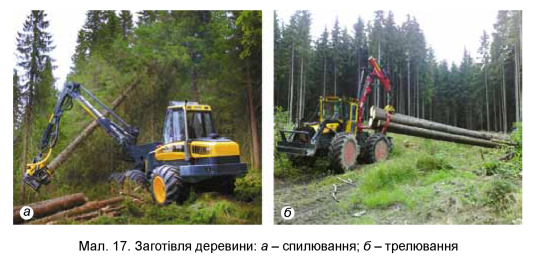 а
б
Мал. 17. Заготівля деревини: а – спилювання; б – трелювання